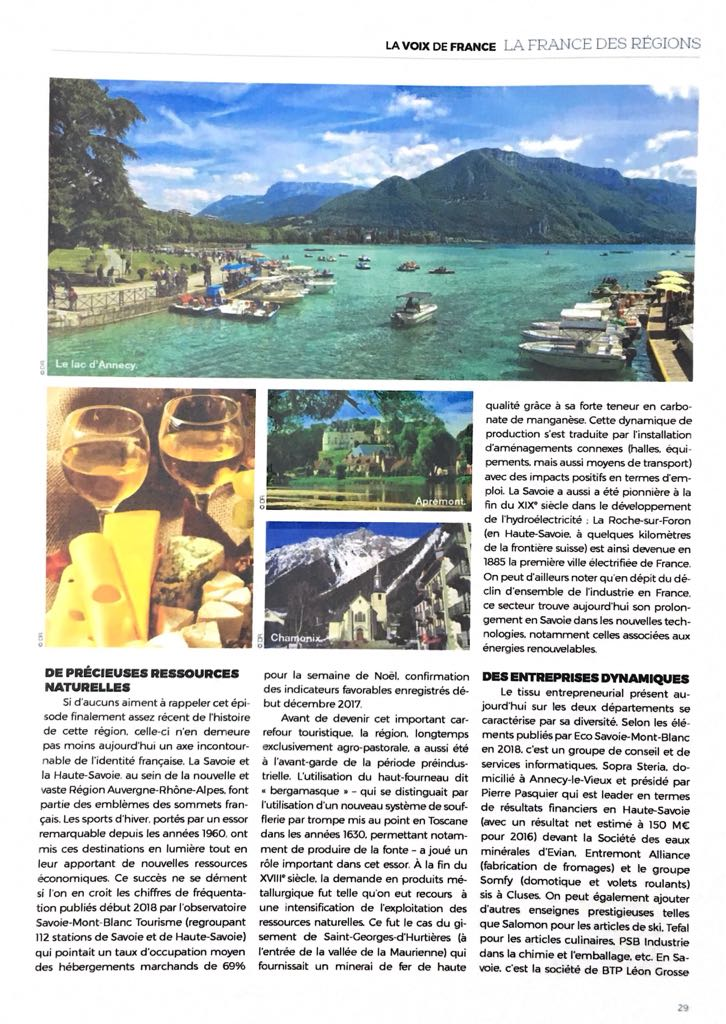 LA VOIX DE FRANCE LA FRANCE DES RÉGIONS
© DR
Le lac d'Annecy.
© DR
© DR
Apremont.
© DR
Chamonix.
DE PRÉCIEUSES RESSOURCES
NATURELLES
Si d'aucuns aiment à rappeler cet épi-
sode finalement assez récent de l'histoire
de cette région, celle-ci n'en demeure
pas moins aujourd'hui un axe incontour-
nable de l'identité française. La Savoie et
la Haute-Savoie, au sein de la nouvelle et
vaste Région Auvergne-Rhône-Alpes, font
partie des emblèmes des sommets fran-
çais. Les sports d'hiver, portés par un essor
remarquable depuis les années 1960, ont
mis ces destinations en lumière tout en
leur apportant de nouvelles ressources
économiques. Ce succès ne se dément
si l'on en croit les chiffres de fréquenta-
tion publiés début 2018 par l'observatoire
Savoie-Mont-Blanc Tourisme (regroupant
112 stations de Savoie et de Haute-Savoie)
qui pointait un taux d'occupation moyen
des hébergements marchands de 69%
pour la semaine de Noël, confirmation
des indicateurs favorables enregistrés dé-
but décembre 2017.
Avant de devenir cet important car-
refour touristique, la région, longtemps
exclusivement agro-pastorale, a aussi été
à l'avant-garde de la période préindus-
trielle. L'utilisation du haut-fourneau dit
« bergamasque » – qui se distinguait par
l'utilisation d'un nouveau système de souf-
flerie par trompe mis au point en Toscane
dans les années 1630, permettant notam-
ment de produire de la fonte – a joué un
rôle important dans cet essor. À la fin du
XVIIIᵉ siècle, la demande en produits mé-
tallurgique fut telle qu'on eut recours à
une intensification de l'exploitation des
ressources naturelles. Ce fut le cas du gi-
sement de Saint-Georges-d'Hurtières (à
l'entrée de la vallée de la Maurienne) qui
fournissait un minerai de fer de haute
qualité grâce à sa forte teneur en carbo-
nate de manganèse. Cette dynamique de
production s'est traduite par l'installation
d'aménagements connexes (halles, équi-
pements, mais aussi moyens de transport)
avec des impacts positifs en termes d'em-
ploi. La Savoie a aussi a été pionnière à la
fin du XIXᵉ siècle dans le développement
de l'hydroélectricité : La Roche-sur-Foron
(en Haute-Savoie, à quelques kilomètres
de la frontière suisse) est ainsi devenue en
1885 la première ville électrifiée de France.
On peut d'ailleurs noter qu'en dépit du dé-
clin d'ensemble de l'industrie en France,
ce secteur trouve aujourd'hui son prolon-
gement en Savoie dans les nouvelles tech-
nologies, notamment celles associées aux
énergies renouvelables.
DES ENTREPRISES DYNAMIQUES
Le tissu entrepreneurial présent au-
jourd'hui sur les deux départements se
caractérise par sa diversité. Selon les élé-
ments publiés par Eco Savoie-Mont-Blanc
en 2018, c'est un groupe de conseil et de
services informatiques, Sopra Steria, do-
micilié à Annecy-le-Vieux et présidé par
Pierre Pasquier qui est leader en termes
de résultats financiers en Haute-Savoie
(avec un résultat net estimé à 150 M€
pour 2016) devant la Société des eaux
minérales d'Evian, Entremont Alliance
(fabrication de fromages) et le groupe
Somfy (domotique et volets roulants)
sis à Cluses. On peut également ajouter
d'autres enseignes prestigieuses telles
que Salomon pour les articles de ski, Tefal
pour les articles culinaires, PSB Industrie
dans la chimie et l'emballage, etc. En Sa-
voie, c'est la société de BTP Léon Grosse
29